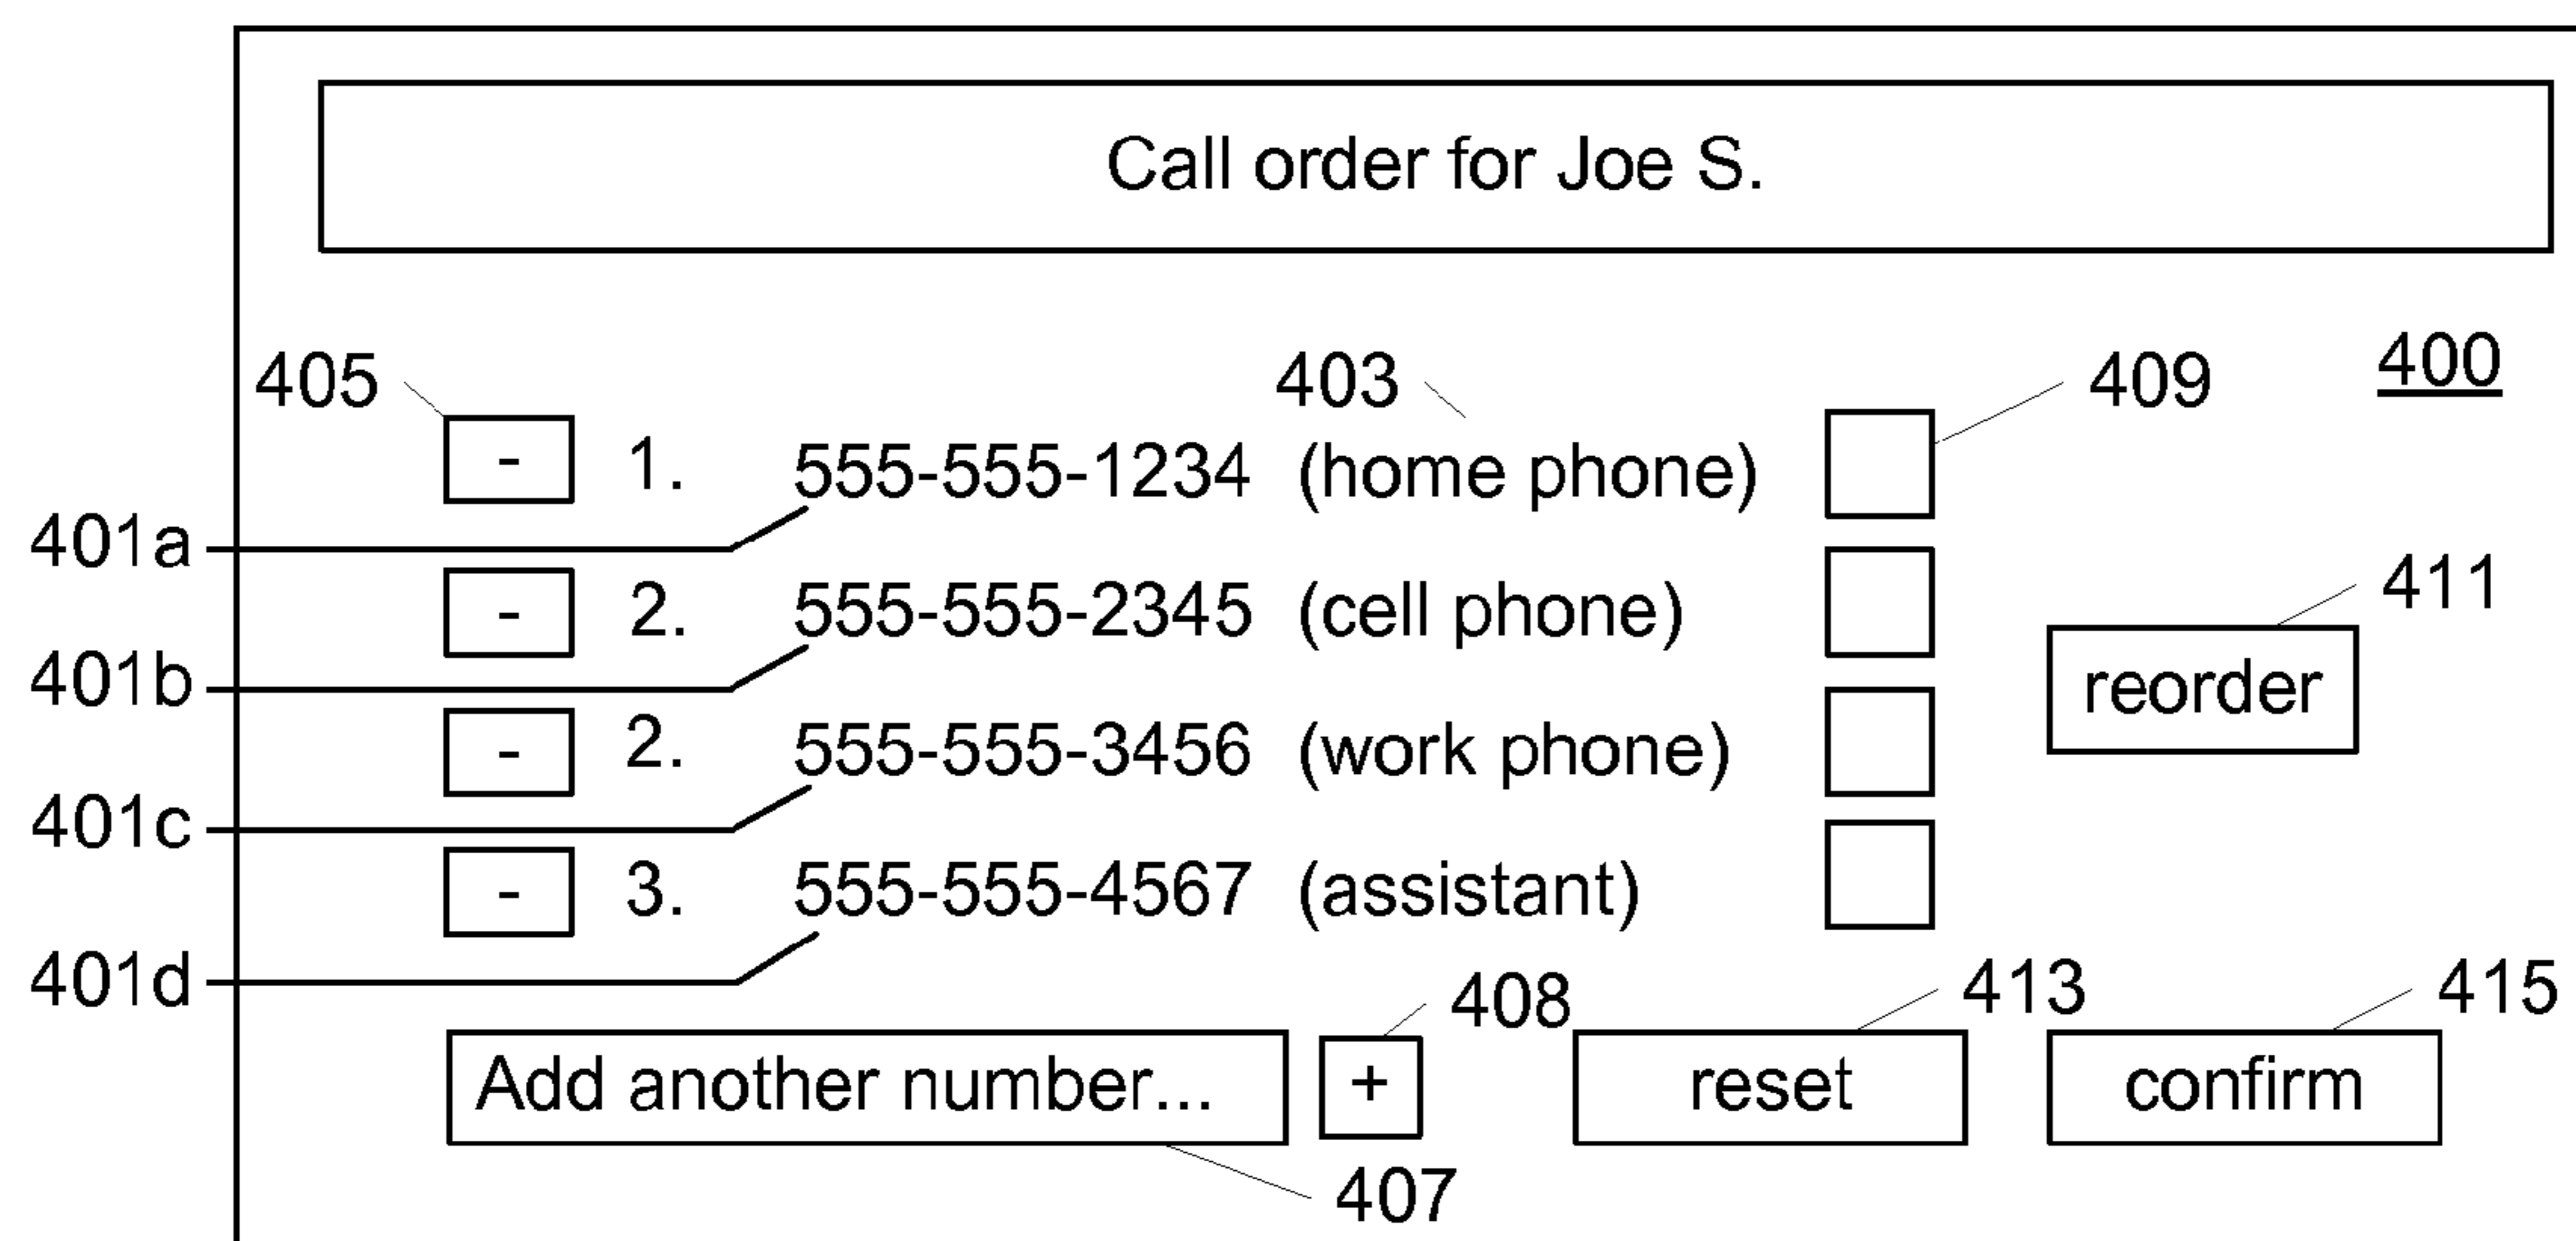 Call order for Joe S.
405 403 409 400
- 1. 555-555-1234 (home phone)
401a
- 2. 555-555-2345 (cell phone)
411
401b
reorder
- 2. 555-555-3456 (work phone)
401c
- 3. 555-555-4567 (assistant)
401d 408 413 415
Add another number... + reset confirm
407